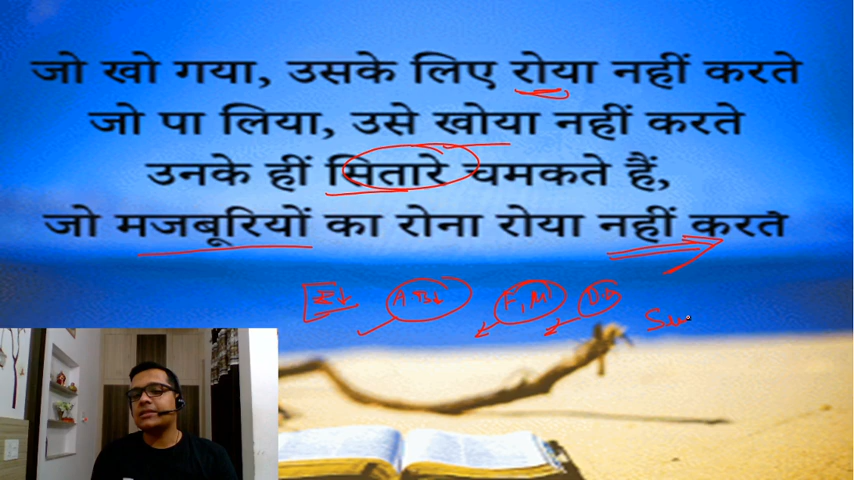 जो खो गया, उसके लिए रोया नहीं करते
जो पा लिया, उसे खोया नहीं करते
उनके हीं सितारे चमकते हैं,
जो मजबूरियों का रोना रोया नहीं करते
F, M